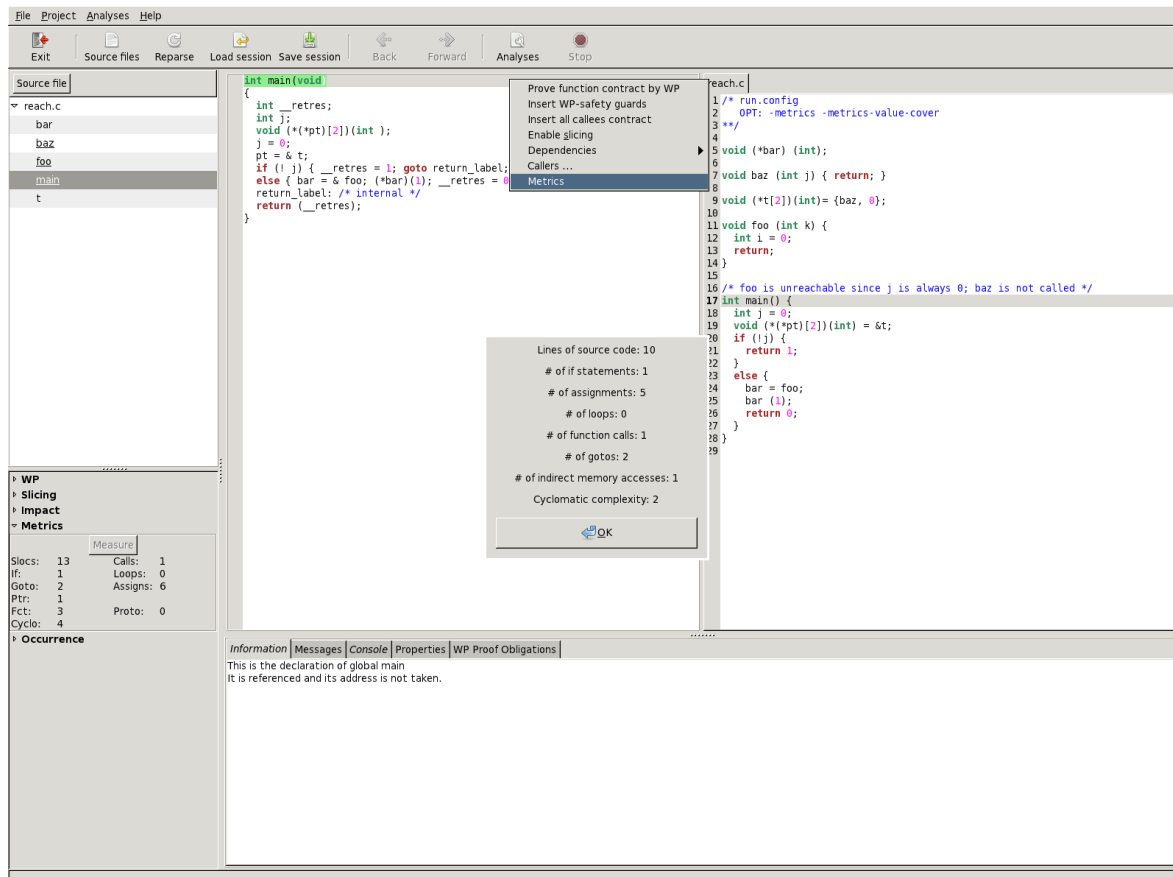 File Project Analyses Help
Exit Source files Reparse Load session Save session Back Forward Analyses Stop
Source file
reach.c
bar
baz
foo
main
t
int main(void)
{
int __retres;
int j;
void (*(*pt)[2])(int );
j = 0;
pt = & t;
if (! j) { __retres = 1; goto return_label;
else { bar = & foo; (*bar)(1); __retres = 0
return_label: /* internal */
return (__retres);
}
Prove function contract by WP
Insert WP-safety guards
Insert all callees contract
Enable slicing
Dependencies
Callers ...
Metrics
reach.c
1 /* run.config
2 OPT: -metrics -metrics-value-cover
3 **/
4
5 void (*bar) (int);
6
7 void baz (int j) { return; }
8
9 void (*t[2])(int)= {baz, 0};
10
11 void foo (int k) {
12 int i = 0;
13 return;
14 }
15
16 /* foo is unreachable since j is always 0; baz is not called */
17 int main() {
18 int j = 0;
19 void (*(*pt)[2])(int) = &t;
20 if (!j) {
21 return 1;
22 }
23 else {
24 bar = foo;
25 bar (1);
26 return 0;
27 }
28 }
29
Lines of source code: 10
# of if statements: 1
# of assignments: 5
# of loops: 0
# of function calls: 1
# of gotos: 2
# of indirect memory accesses: 1
Cyclomatic complexity: 2
OK
WP
Slicing
Impact
Metrics
Measure
Slocs: 13 Calls: 1
If: 1 Loops: 0
Goto: 2 Assigns: 6
Ptr: 1
Fct: 3 Proto: 0
Cyclo: 4
Occurrence
Information Messages Console Properties WP Proof Obligations
This is the declaration of global main
It is referenced and its address is not taken.